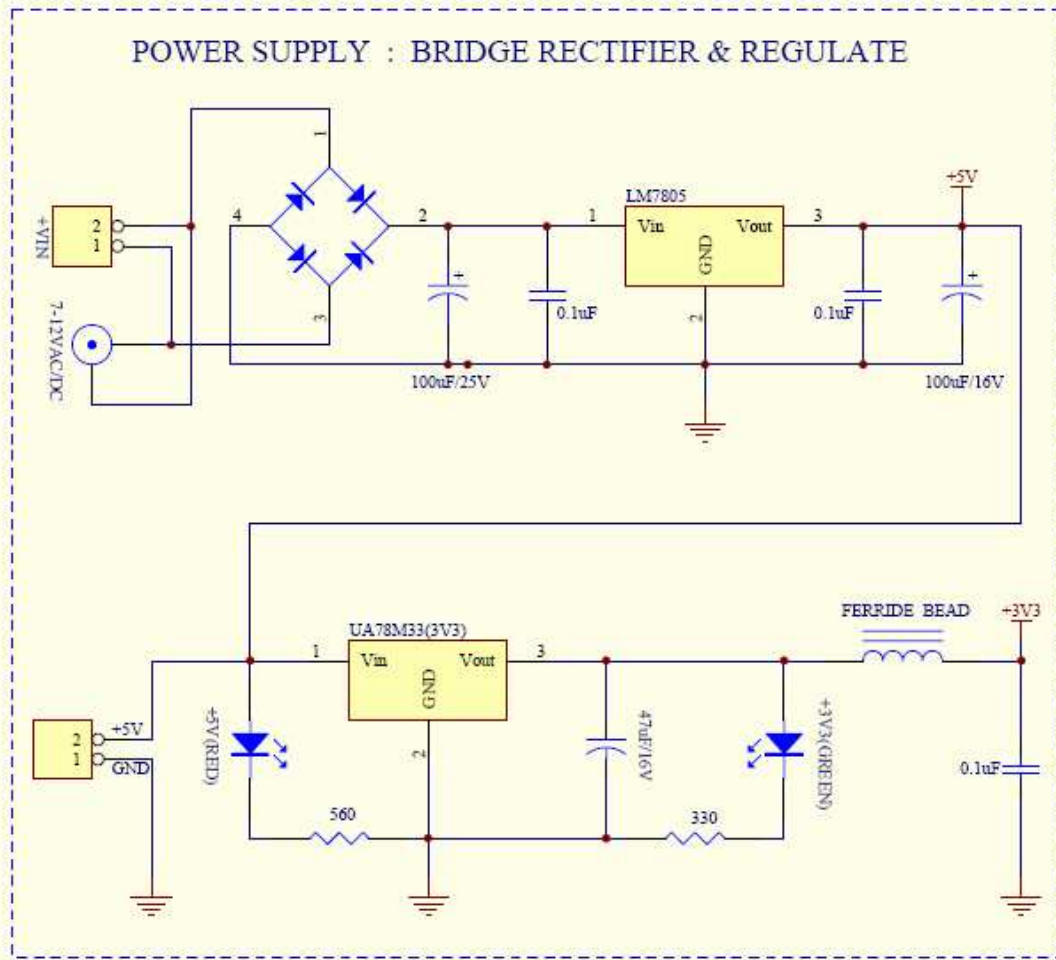 POWER SUPPLY : BRIDGE RECTIFIER & REGULATE
1
+VIN
2
1
4
2
3
7-12VAC/DC
100uF/25V
+
0.1uF
LM7805
1
Vin
Vout
GND
2
3
0.1uF
+5V
+
100uF/16V
UA78M33(3V3)
1
Vin
Vout
GND
2
3
2
1
+5V
GND
+5V(RED)
560
47uF/16V
330
+3V3(GREEN)
FERRIDE BEAD
+3V3
0.1uF